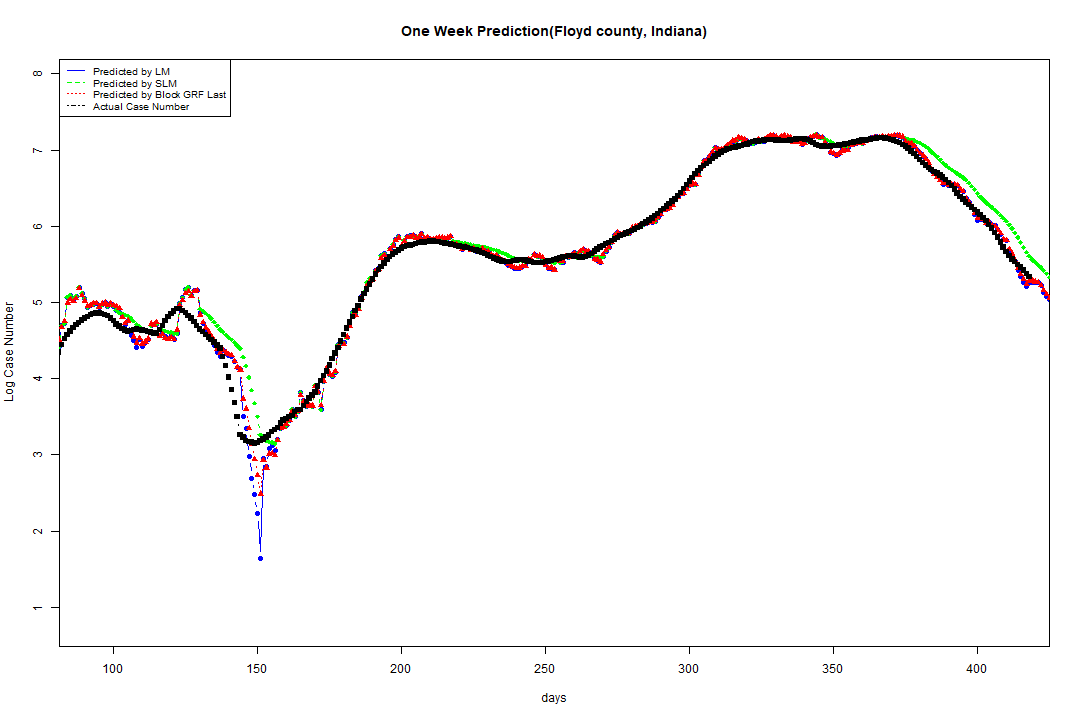 One Week Prediction(Floyd county, Indiana)
Predicted by LM
Predicted by SLM
Predicted by Block GRF Last
Actual Case Number
8
7
6
5
4
3
2
1
Log Case Number
100 150 200 250 300 350 400
days